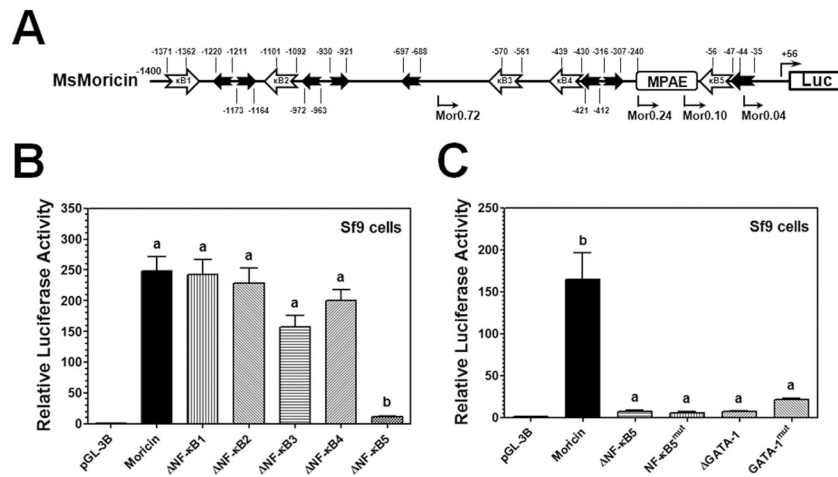 A
-1371 -1362 -1220 -1211 -1101 -1092 -930 -921 -697 -688 -570 -561 -439 -430 -316 -307 -240 -56 -47 -44 -35 +56
MsMoricin -1400 κB1 κB2 κB3 κB4 MPAE κB5 Luc
-1173 -1164 -972 -963 -421 -412
Mor0.72 Mor0.24 Mor0.10 Mor0.04
B
Relative Luciferase Activity
350
300
250
200
150
100
50
0
Sf9 cells
a a a a a b
pGL-3B Moricin ΔNF-κB1 ΔNF-κB2 ΔNF-κB3 ΔNF-κB4 ΔNF-κB5
C
Relative Luciferase Activity
250
200
150
100
50
0
Sf9 cells
b a a a a
pGL-3B Moricin ΔNF-κB5 NF-κB5mut ΔGATA-1 GATA-1mut